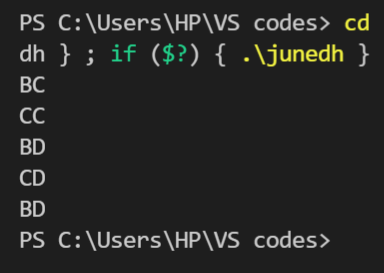 PS C:\Users\HP\VS codes> cd
dh } ; if ($?) { .\junedh }
BC
CC
BD
CD
BD
PS C:\Users\HP\VS codes>